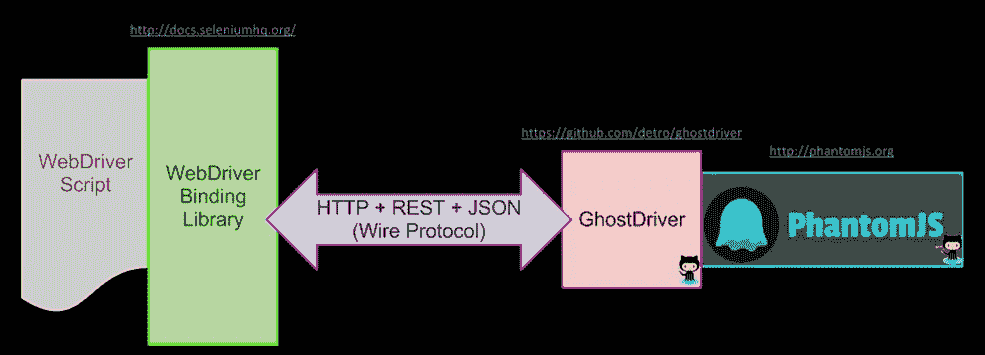 http://docs.seleniumhq.org/
https://github.com/detro/ghostdriver
http://phantomjs.org
WebDriver
Script
WebDriver
Binding
Library
HTTP + REST + JSON
(Wire Protocol)
GhostDriver
PhantomJS